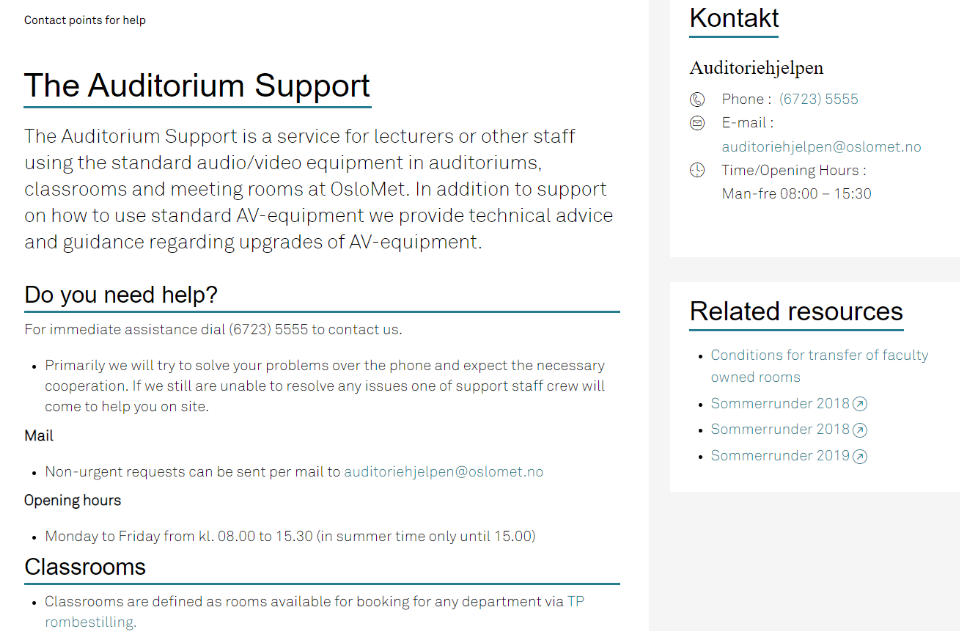 Contact points for help
The Auditorium Support
The Auditorium Support is a service for lecturers or other staff
using the standard audio/video equipment in auditoriums,
classrooms and meeting rooms at OsloMet. In addition to support
on how to use standard AV-equipment we provide technical advice
and guidance regarding upgrades of AV-equipment.
Do you need help?
For immediate assistance dial (6723) 5555 to contact us.
• Primarily we will try to solve your problems over the phone and expect the necessary
cooperation. If we still are unable to resolve any issues one of support staff crew will
come to help you on site.
Mail
• Non-urgent requests can be sent per mail to auditoriehjelpen@oslomet.no
Opening hours
• Monday to Friday from kl. 08.00 to 15.30 (in summer time only until 15.00)
Classrooms
• Classrooms are defined as rooms available for booking for any department via TP
rombestilling.
Kontakt
Auditoriehjelpen
Phone : (6723) 5555
E-mail :
auditoriehjelpen@oslomet.no
Time/Opening Hours :
Man-fre 08:00 – 15:30
Related resources
• Conditions for transfer of faculty
owned rooms
• Sommerrunder 2018
• Sommerrunder 2018
• Sommerrunder 2019